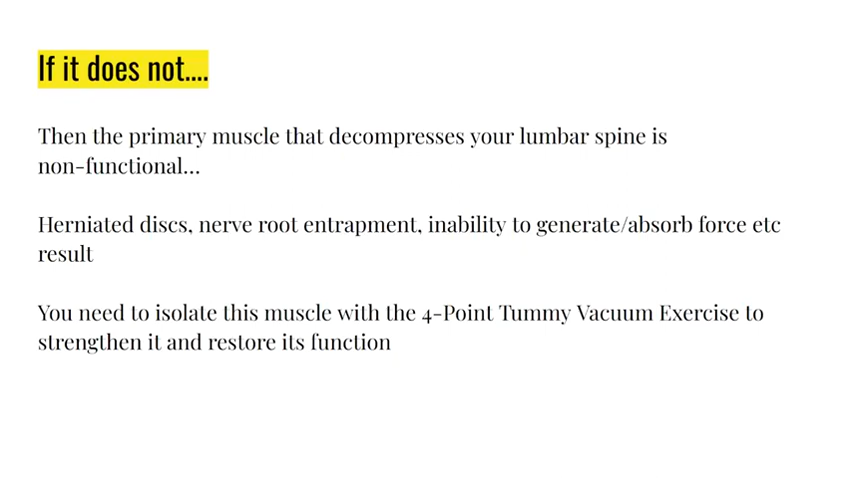 If it does not....
Then the primary muscle that decompresses your lumbar spine is
non-functional...
Herniated discs, nerve root entrapment, inability to generate/absorb force etc
result
You need to isolate this muscle with the 4-Point Tummy Vacuum Exercise to
strengthen it and restore its function